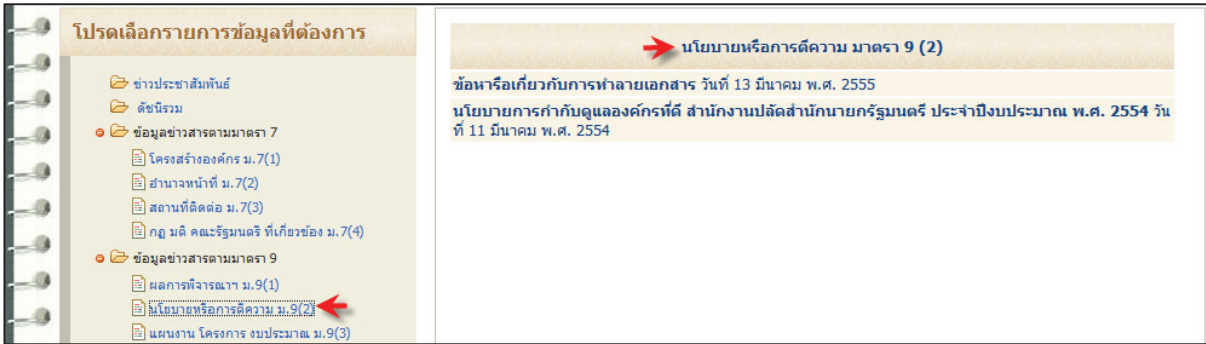 โปรดเลือกรายการข้อมูลที่ต้องการ
ข่าวประชาสัมพันธ์
ดัชนีรวม
ข้อมูลข่าวสารตามมาตรา 7
โครงสร้างองค์กร ม.7(1)
อำนาจหน้าที่ ม.7(2)
สถานที่ติดต่อ ม.7(3)
กฎ มติ คณะรัฐมนตรี ที่เกี่ยวข้อง ม.7(4)
ข้อมูลข่าวสารตามมาตรา 9
ผลการพิจารณาฯ ม.9(1)
นโยบายหรือการตีความ ม.9(2)
แผนงาน โครงการ งบประมาณ ม.9(3)
นโยบายหรือการตีความ มาตรา 9 (2)
ข้อหารือเกี่ยวกับการทำลายเอกสาร วันที่ 13 มีนาคม พ.ศ. 2555
นโยบายการกำกับดูแลองค์กรที่ดี สำนักงานปลัดสำนักนายกรัฐมนตรี ประจำปีงบประมาณ พ.ศ. 2554 วัน
ที่ 11 มีนาคม พ.ศ. 2554